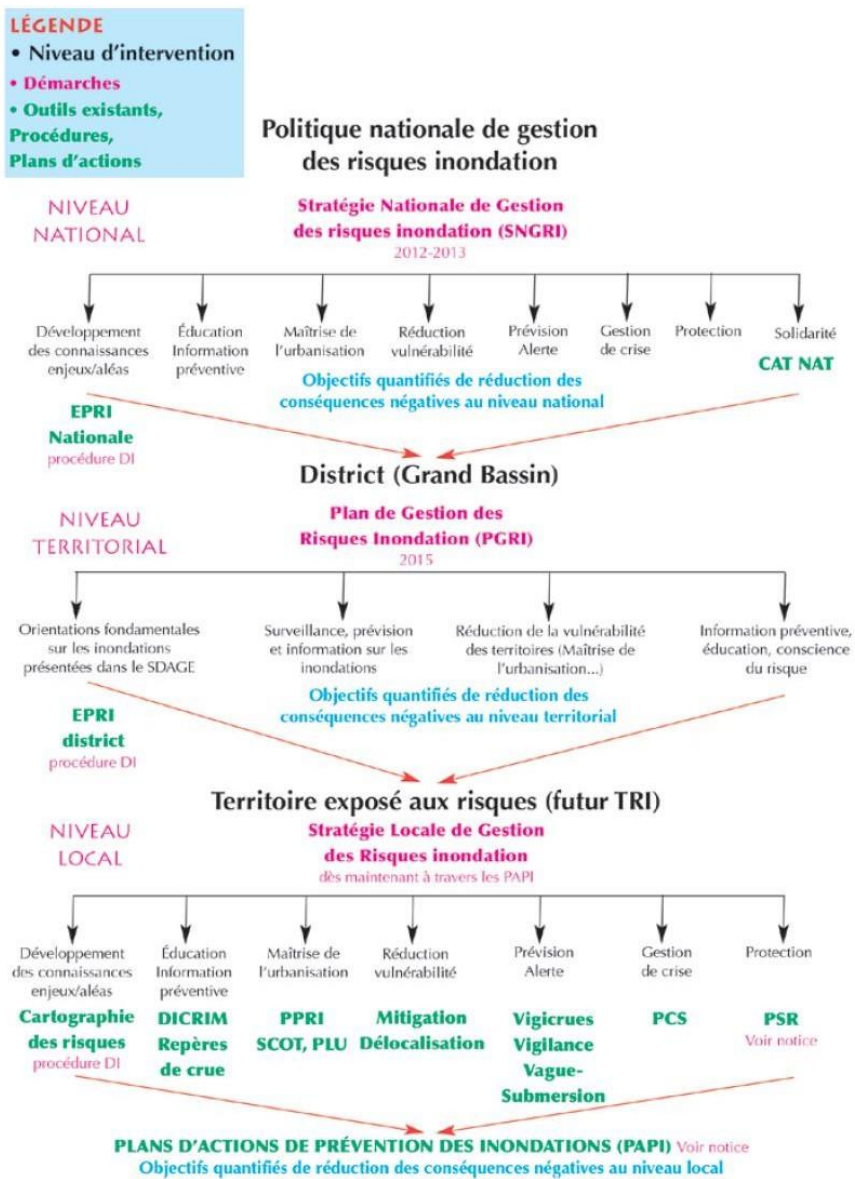 LÉGENDE
• Niveau d'intervention
• Démarches
• Outils existants,
Procédures,
Plans d'actions
Politique nationale de gestion
des risques inondation
NIVEAU
NATIONAL
Stratégie Nationale de Gestion
des risques inondation (SNGRI)
2012-2013
Développement
des connaissances
enjeux/aléas
Éducation
Information
préventive
Maîtrise de
l'urbanisation
Réduction
vulnérabilité
Prévision
Alerte
Gestion
de crise
Protection
Solidarité
CAT NAT
Objectifs quantifiés de réduction des
conséquences négatives au niveau national
EPRI
Nationale
procédure DI
District (Grand Bassin)
NIVEAU
TERRITORIAL
Plan de Gestion des
Risques Inondation (PGRI)
2015
Orientations fondamentales
sur les inondations
présentées dans le SDAGE
Surveillance, prévision
et information sur les
inondations
Réduction de la vulnérabilité
des territoires (Maîtrise de
l'urbanisation...)
Information préventive,
éducation, conscience
du risque
Objectifs quantifiés de réduction des
conséquences négatives au niveau territorial
EPRI
district
procédure DI
Territoire exposé aux risques (futur TRI)
NIVEAU
LOCAL
Stratégie Locale de Gestion
des Risques inondation
dès maintenant à travers les PAPI
Développement
des connaissances
enjeux/aléas
Cartographie
des risques
procédure DI
Éducation
Information
préventive
DICRIM
Repères
de crue
Maîtrise de
l'urbanisation
PPRI
SCOT, PLU
Réduction
vulnérabilité
Mitigation
Délocalisation
Prévision
Alerte
Vigicrues
Vigilance
Vague-
Submersion
Gestion
de crise
PCS
Protection
PSR
Voir notice
PLANS D'ACTIONS DE PRÉVENTION DES INONDATIONS (PAPI) Voir notice
Objectifs quantifiés de réduction des conséquences négatives au niveau local